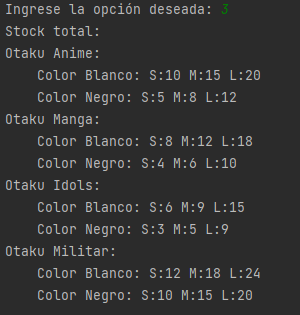 Ingrese la opción deseada: 3
Stock total:
Otaku Anime:
    Color Blanco: S:10 M:15 L:20
    Color Negro: S:5 M:8 L:12
Otaku Manga:
    Color Blanco: S:8 M:12 L:18
    Color Negro: S:4 M:6 L:10
Otaku Idols:
    Color Blanco: S:6 M:9 L:15
    Color Negro: S:3 M:5 L:9
Otaku Militar:
    Color Blanco: S:12 M:18 L:24
    Color Negro: S:10 M:15 L:20